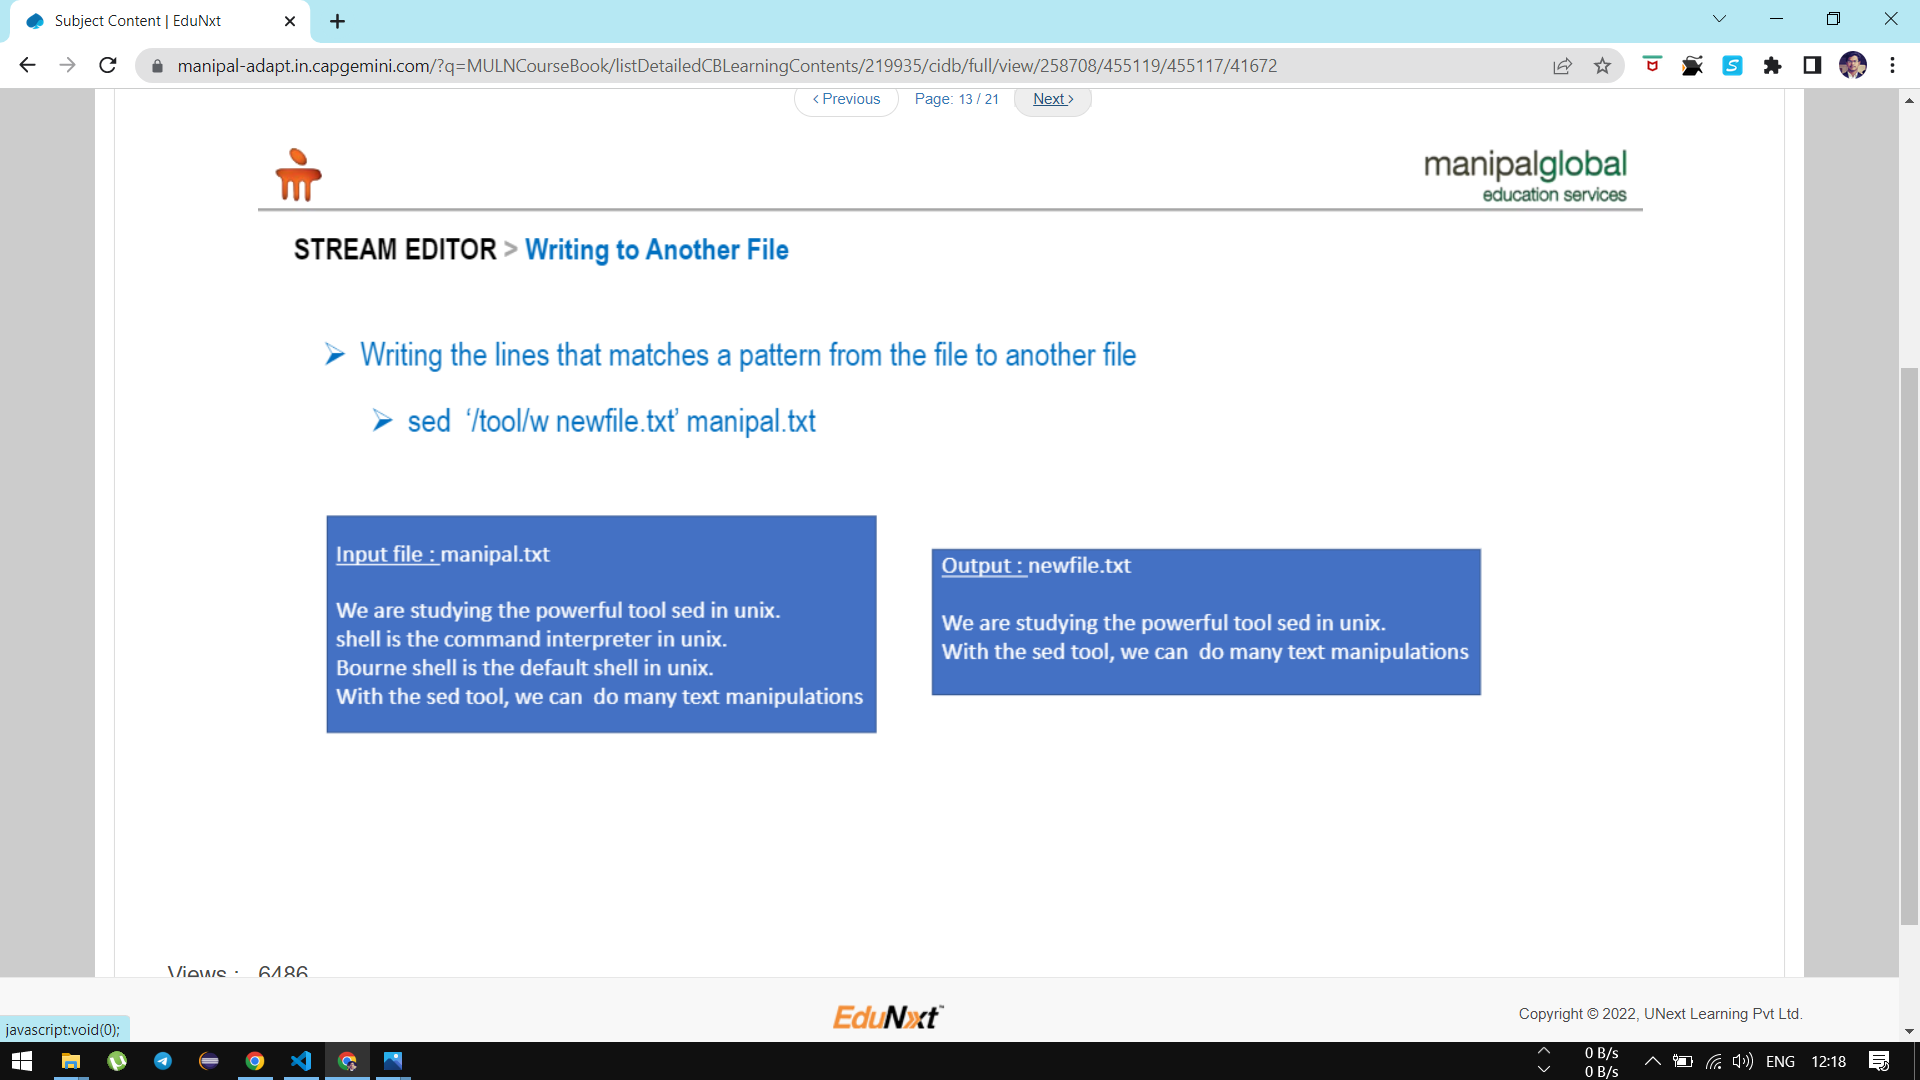 Subject Content | EduNxt
manipal-adapt.in.capgemini.com/?q=MULNCourseBook/listDetailedCBLearningContents/219935/cidb/full/view/258708/455119/455117/41672
‹ Previous Page: 13 / 21 Next ›
manipalglobal
education services
STREAM EDITOR > Writing to Another File
Writing the lines that matches a pattern from the file to another file
sed ‘/tool/w newfile.txt’ manipal.txt
Input file : manipal.txt
We are studying the powerful tool sed in unix.
shell is the command interpreter in unix.
Bourne shell is the default shell in unix.
With the sed tool, we can do many text manipulations
Output : newfile.txt
We are studying the powerful tool sed in unix.
With the sed tool, we can do many text manipulations
Views : 6486
EduNxt™
Copyright © 2022, UNext Learning Pvt Ltd.
javascript:void(0);
0 B/s
0 B/s
ENG 12:18